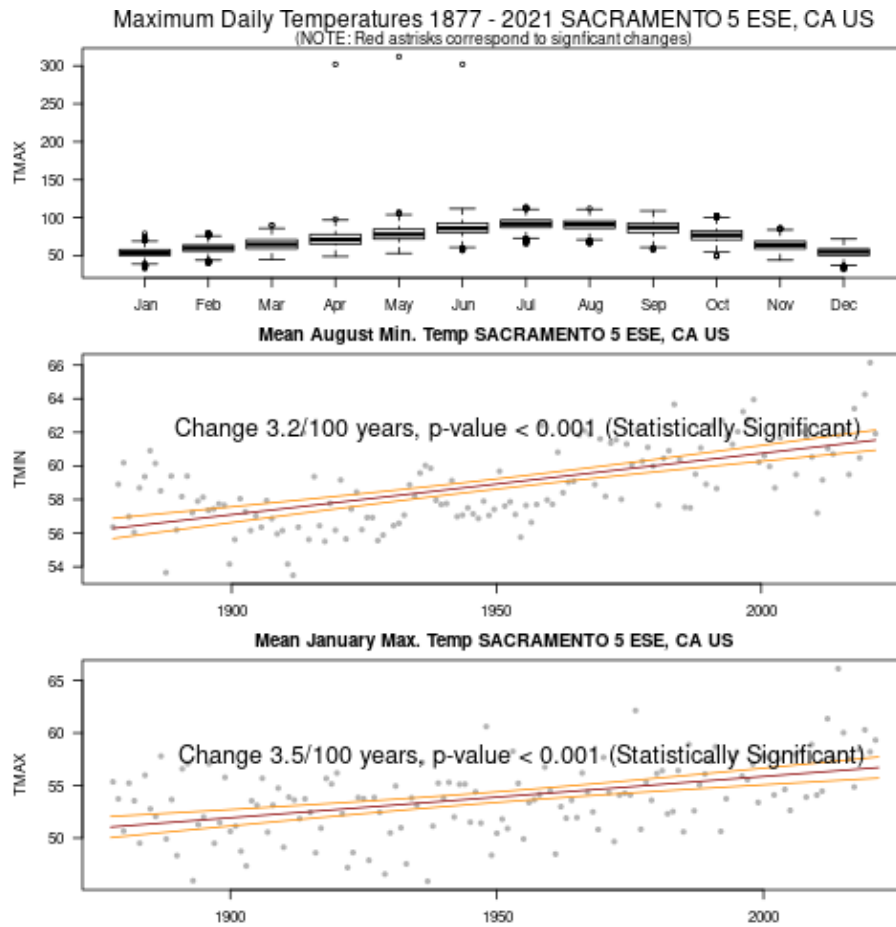 Maximum Daily Temperatures 1877 - 2021 SACRAMENTO 5 ESE, CA US
(NOTE: Red astrisks correspond to signficant changes)
TMAX
300
250
200
150
100
50
Jan Feb Mar Apr May Jun Jul Aug Sep Oct Nov Dec
Mean August Min. Temp SACRAMENTO 5 ESE, CA US
TMIN
66
64
Change 3.2/100 years, p-value < 0.001 (Statistically Significant)
62
60
58
56
54
1900 1950 2000
Mean January Max. Temp SACRAMENTO 5 ESE, CA US
TMAX
65
60
Change 3.5/100 years, p-value < 0.001 (Statistically Significant)
55
50
1900 1950 2000